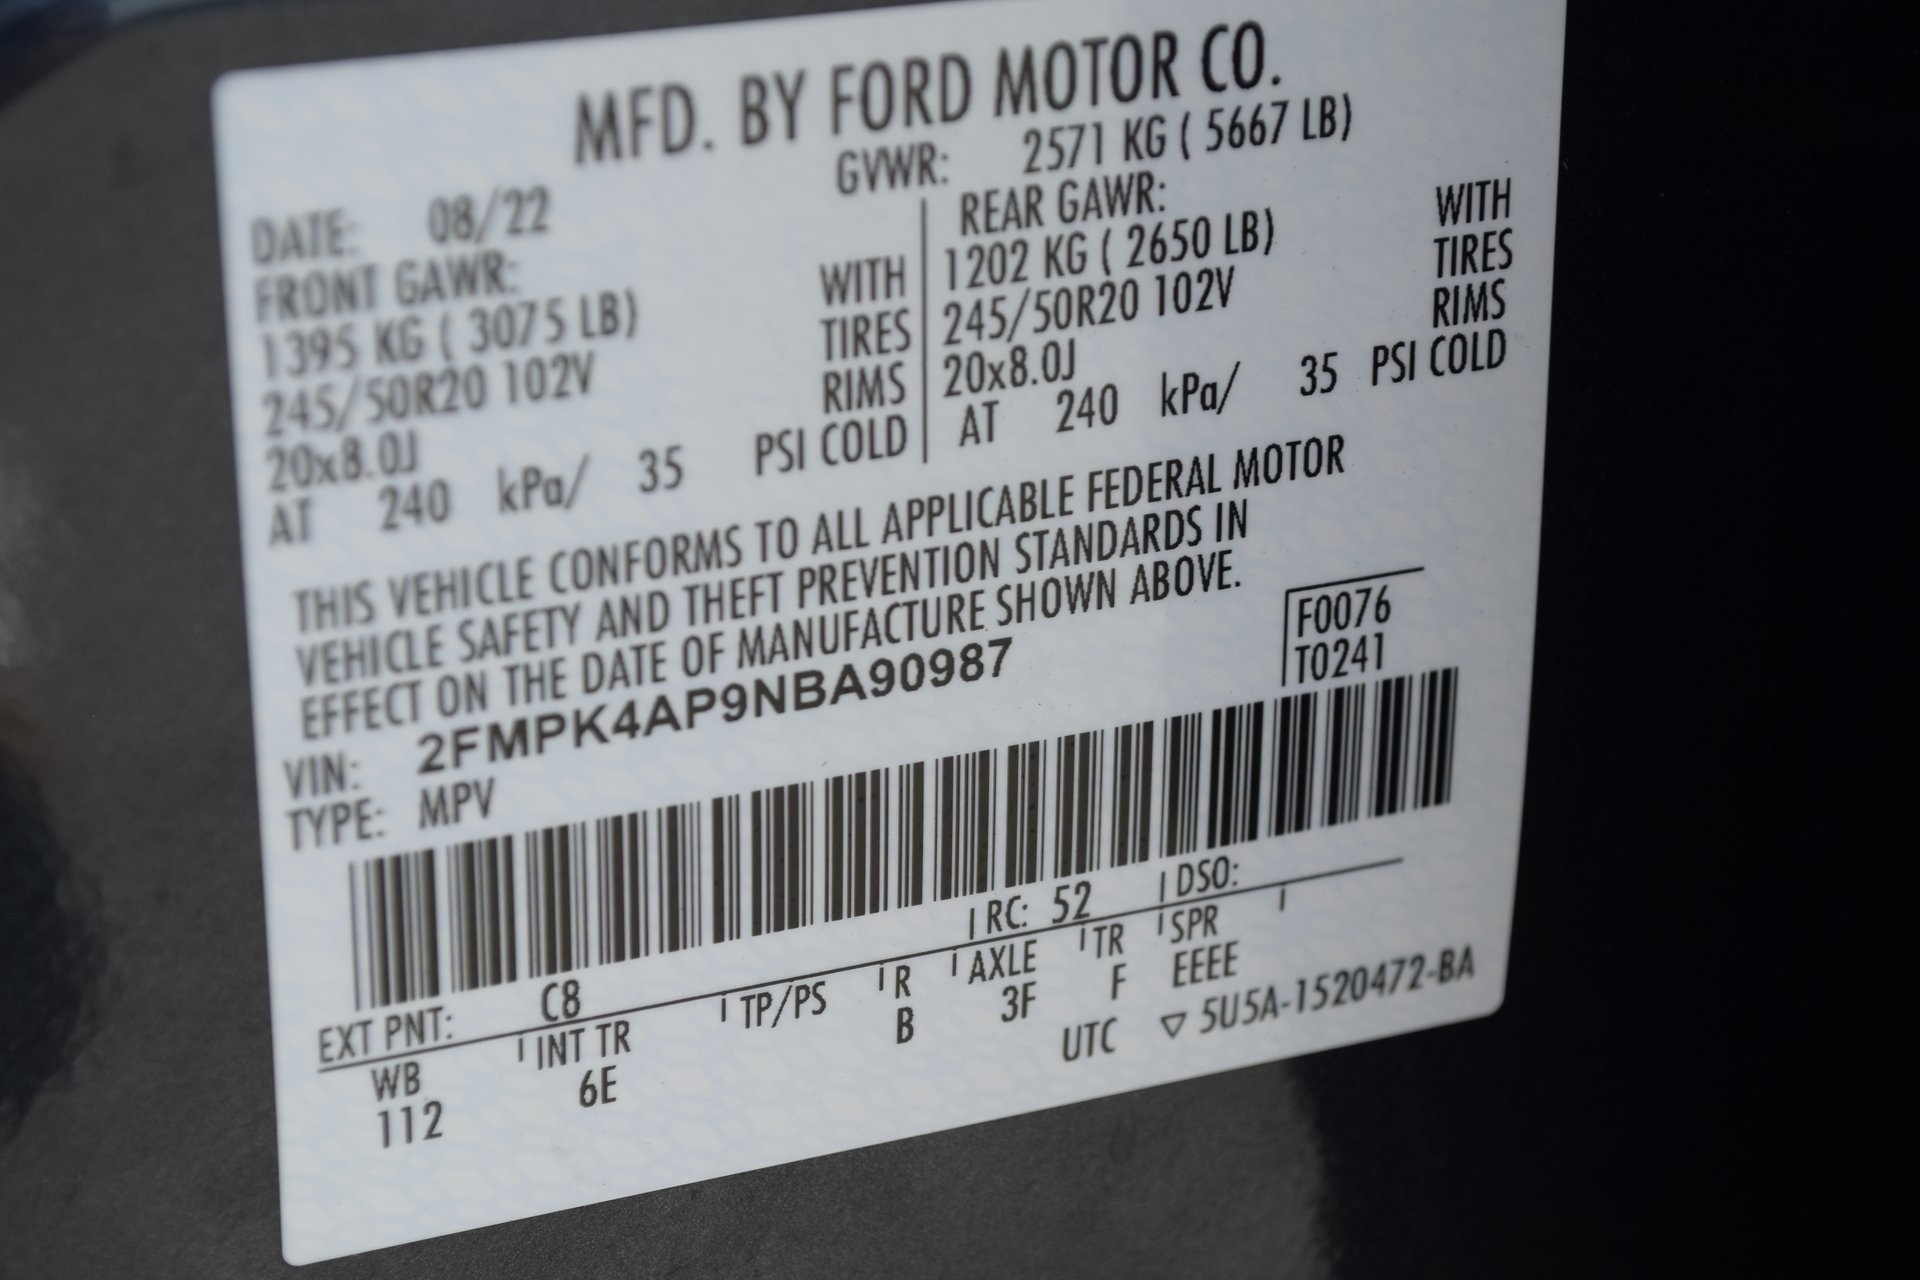 MFD. BY FORD MOTOR CO.
DATE: 08/22 GVWR: 2571 KG ( 5667 LB)
FRONT GAWR: REAR GAWR:
1395 KG ( 3075 LB) WITH 1202 KG ( 2650 LB) WITH
245/50R20 102V TIRES 245/50R20 102V TIRES
20x8.0J RIMS 20x8.0J RIMS
AT 240 kPa/ 35 PSI COLD AT 240 kPa/ 35 PSI COLD
THIS VEHICLE CONFORMS TO ALL APPLICABLE FEDERAL MOTOR
VEHICLE SAFETY AND THEFT PREVENTION STANDARDS IN
EFFECT ON THE DATE OF MANUFACTURE SHOWN ABOVE.
F0076
T0241
VIN: 2FMPK4AP9NBA90987
TYPE: MPV
EXT PNT: C8 RC: 52 DSO:
WB INT TR TP/PS R AXLE TR SPR
112 6E B 3F F EEEE
UTC ▽ 5U5A-1520472-BA